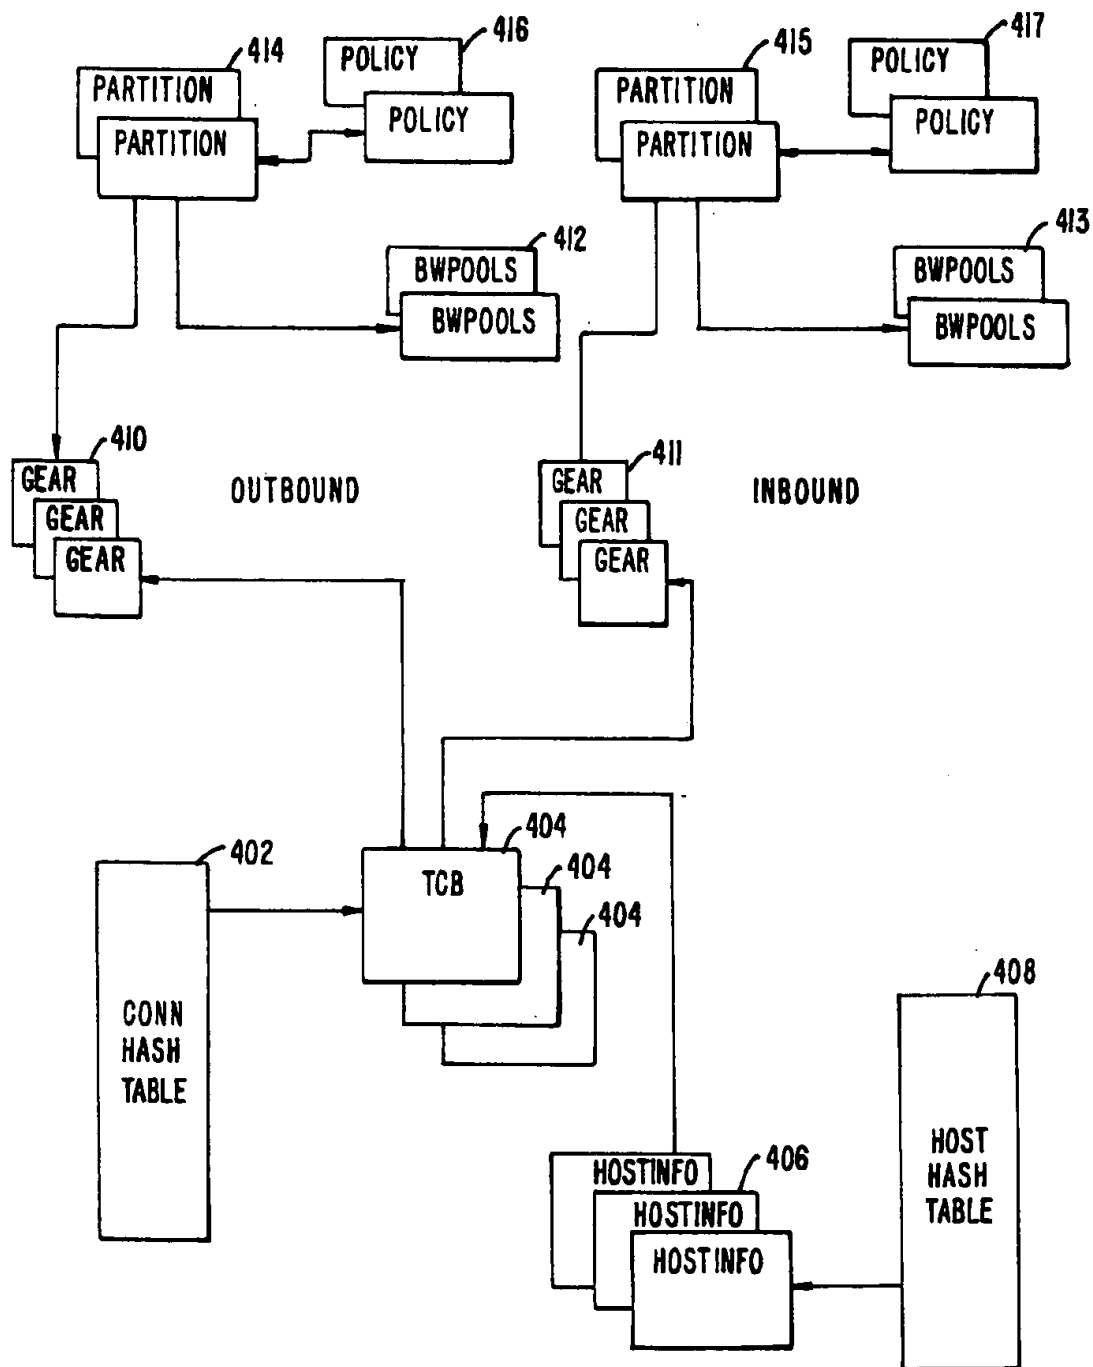 414
PARTITION
PARTITION
416
POLICY
POLICY
415
PARTITION
PARTITION
417
POLICY
POLICY
412
BWPOOLS
BWPOOLS
413
BWPOOLS
BWPOOLS
410
GEAR
GEAR
GEAR
OUTBOUND
411
GEAR
GEAR
GEAR
INBOUND
402
CONN
HASH
TABLE
404
TCB
404
404
406
HOSTINFO
HOSTINFO
HOSTINFO
408
HOST
HASH
TABLE